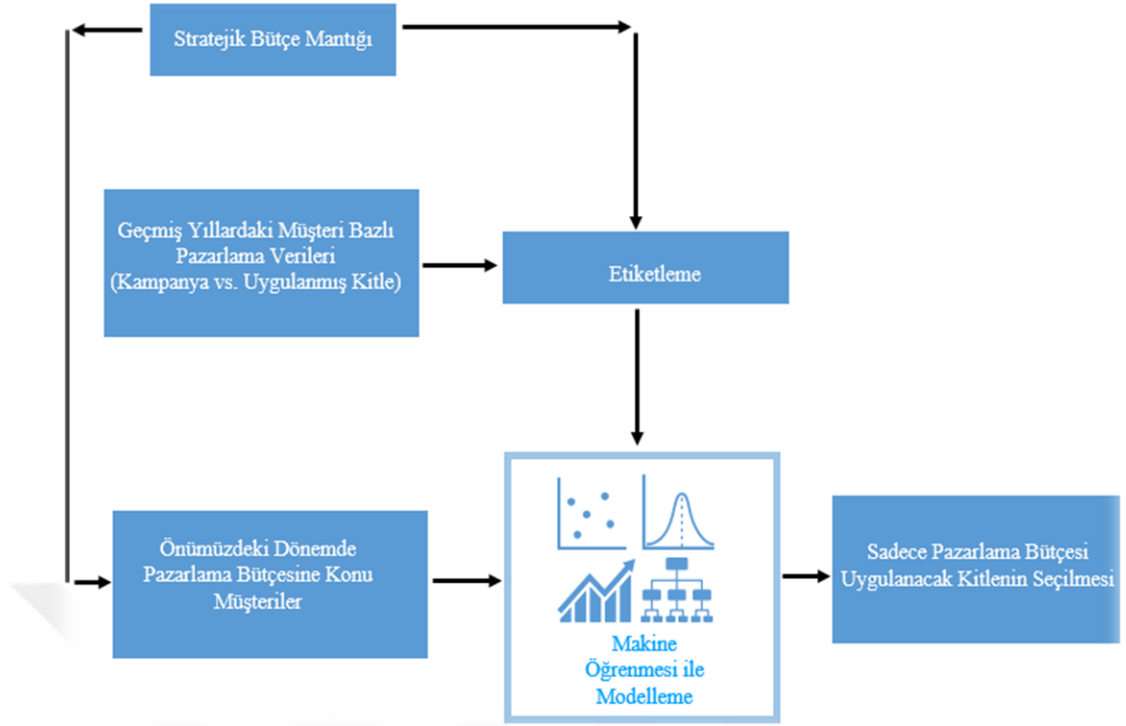 Stratejik Bütçe Mantığı
Geçmiş Yıllardaki Müşteri Bazlı
Pazarlama Verileri
(Kampanya vs. Uygulanmış Kitle)
Etiketleme
Önümüzdeki Dönemde
Pazarlama Bütçesine Konu
Müşteriler
Makine
Öğrenmesi ile
Modelleme
Sadece Pazarlama Bütçesi
Uygulanacak Kitlenin Seçilmesi